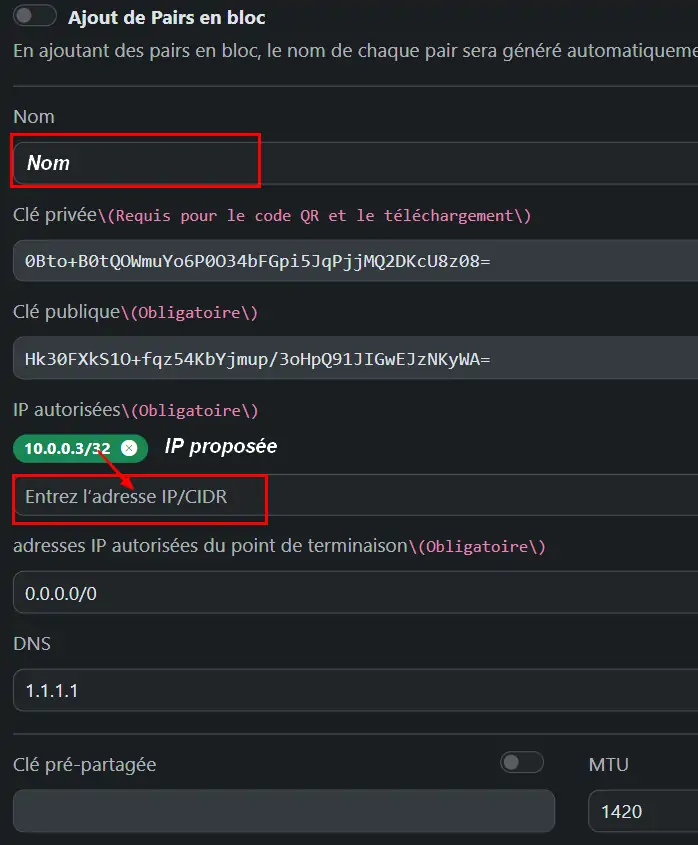 Ajout de Pairs en bloc
En ajoutant des pairs en bloc, le nom de chaque pair sera généré automatiqueme
Nom
Nom
Clé privée\(Requis pour le code QR et le téléchargement\)
0Bto+B0tQOWmuYo6P0O34bFGpi5JqPjjMQ2DKcU8z08=
Clé publique\(Obligatoire\)
Hk30FXkS1O+fqz54KbYjmup/3oHpQ91JIGwEJzNKyWA=
IP autorisées\(Obligatoire\)
10.0.0.3/32 IP proposée
Entrez l'adresse IP/CIDR
adresses IP autorisées du point de terminaison\(Obligatoire\)
0.0.0.0/0
DNS
1.1.1.1
Clé pré-partagée MTU
1420